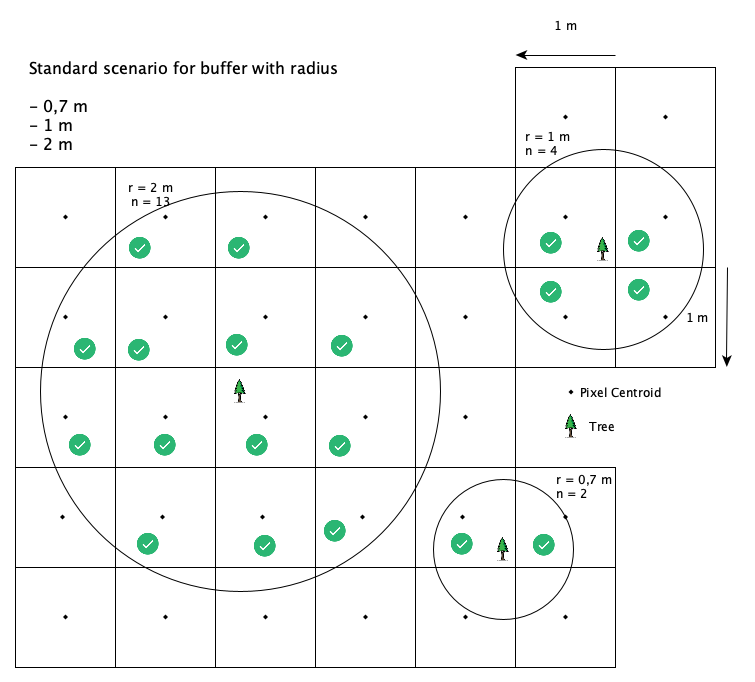 1 m
Standard scenario for buffer with radius
- 0,7 m
- 1 m
- 2 m
r = 1 m
n = 4
r = 2 m
n = 13
1 m
Pixel Centroid
Tree
r = 0,7 m
n = 2